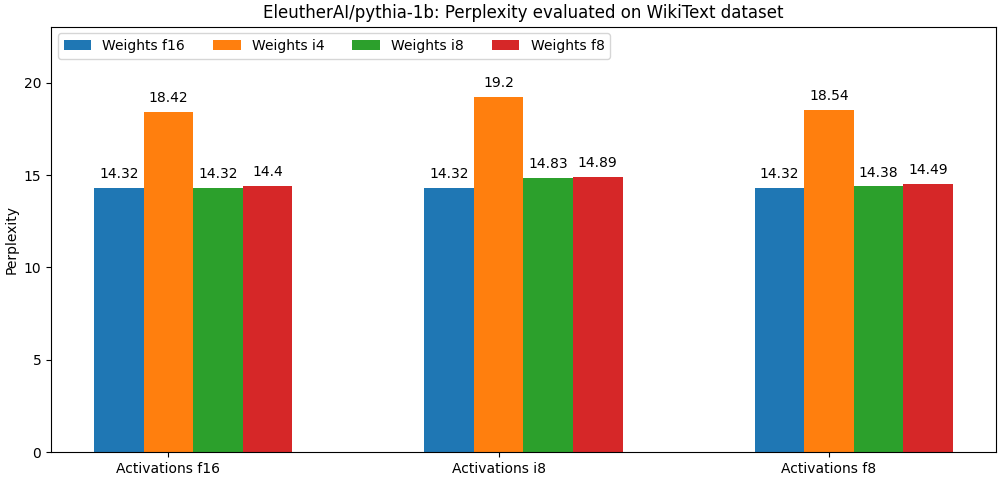 EleutherAI/pythia-1b: Perplexity evaluated on WikiText dataset
Weights f16 Weights i4 Weights i8 Weights f8
20
15
10
5
0
Perplexity
14.32 18.42 14.32 14.4
14.32 19.2 14.83 14.89
14.32 18.54 14.38 14.49
Activations f16 Activations i8 Activations f8